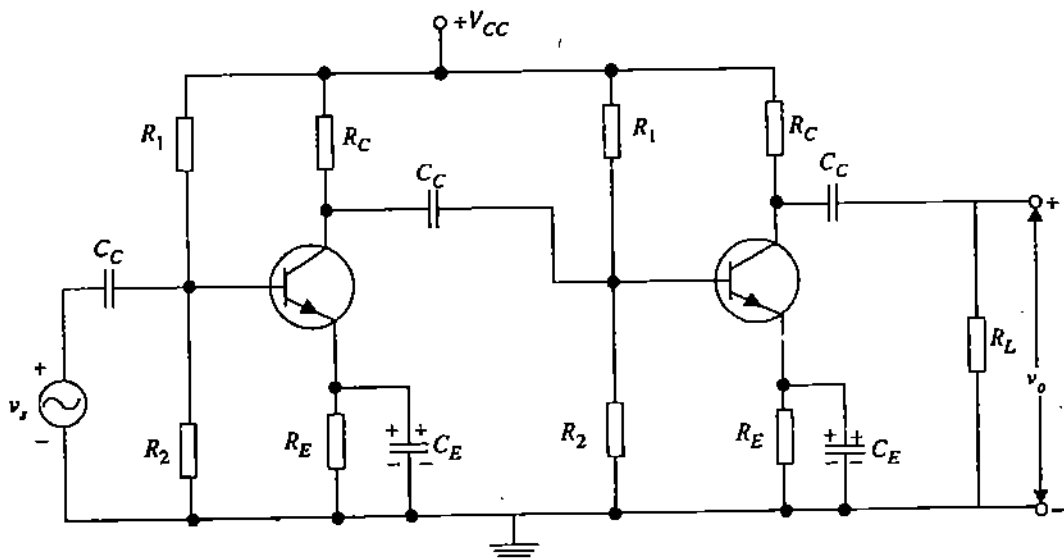 +V_CC
R_1
R_C
R_1
R_C
C_C
C_C
C_C
+
+
v_s
−
R_2
R_E
+ +
− −
C_E
R_2
R_E
+ +
− −
C_E
R_L
v_o
−